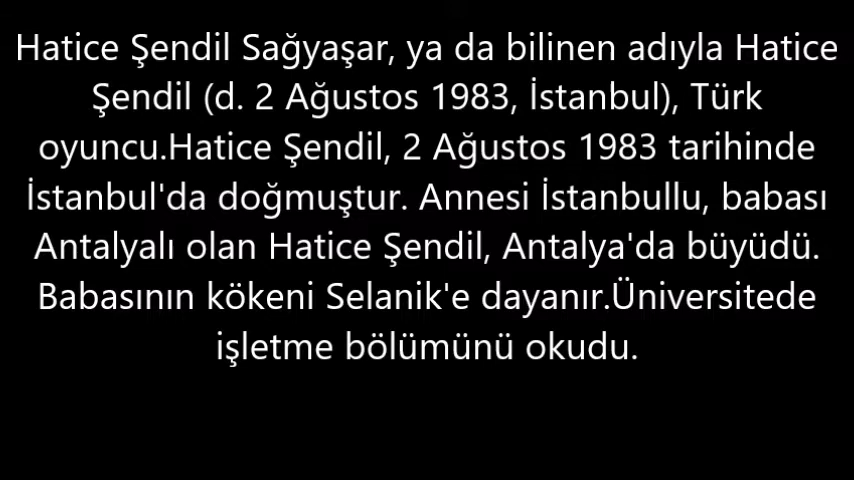 Hatice Şendil Sağyaşar, ya da bilinen adıyla Hatice
Şendil (d. 2 Ağustos 1983, İstanbul), Türk
oyuncu.Hatice Şendil, 2 Ağustos 1983 tarihinde
İstanbul'da doğmuştur. Annesi İstanbullu, babası
Antalyalı olan Hatice Şendil, Antalya'da büyüdü.
Babasının kökeni Selanik'e dayanır.Üniversitede
işletme bölümünü okudu.